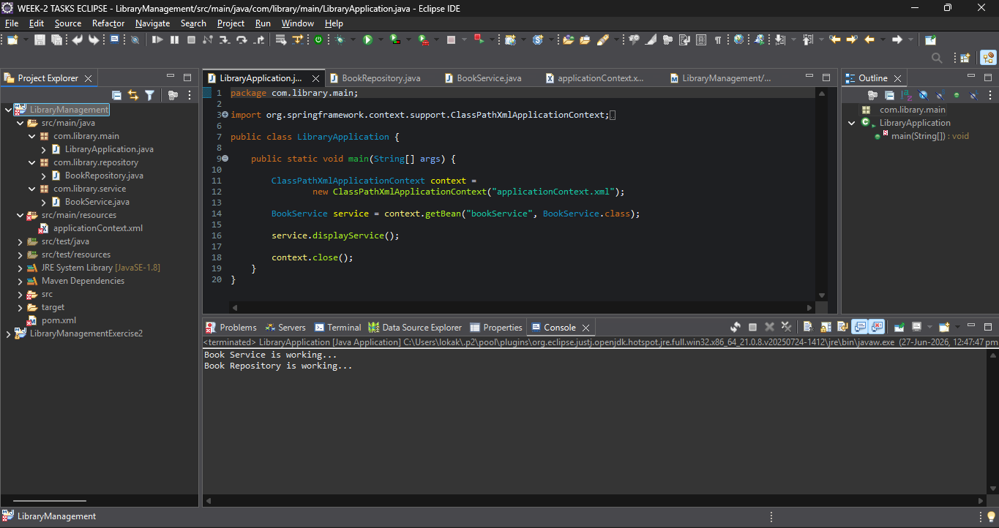 WEEK-2 TASKS ECLIPSE - LibraryManagement/src/main/java/com/library/main/LibraryApplication.java - Eclipse IDE
File Edit Source Refactor Navigate Search Project Run Window Help
Project Explorer
LibraryManagement
src/main/java
com.library.main
LibraryApplication.java
com.library.repository
BookRepository.java
com.library.service
BookService.java
src/main/resources
applicationContext.xml
src/test/java
src/test/resources
JRE System Library [JavaSE-1.8]
Maven Dependencies
src
target
pom.xml
LibraryManagementExercise2
LibraryApplication.j... BookRepository.java BookService.java applicationContext.x... LibraryManagement/...
1 package com.library.main;
2
3 import org.springframework.context.support.ClassPathXmlApplicationContext;
6
7 public class LibraryApplication {
8
9 public static void main(String[] args) {
10
11 ClassPathXmlApplicationContext context =
12 new ClassPathXmlApplicationContext("applicationContext.xml");
13
14 BookService service = context.getBean("bookService", BookService.class);
15
16 service.displayService();
17
18 context.close();
19 }
20 }
Outline
com.library.main
LibraryApplication
main(String[]) : void
Problems Servers Terminal Data Source Explorer Properties Console
<terminated> LibraryApplication [Java Application] C:\Users\lokak\.p2\pool\plugins\org.eclipse.justj.openjdk.hotspot.jre.full.win32.x86_64_21.0.8.v20250724-1412\jre\bin\javaw.exe (27-Jun-2026, 12:47:47 pm
Book Service is working...
Book Repository is working...
LibraryManagement